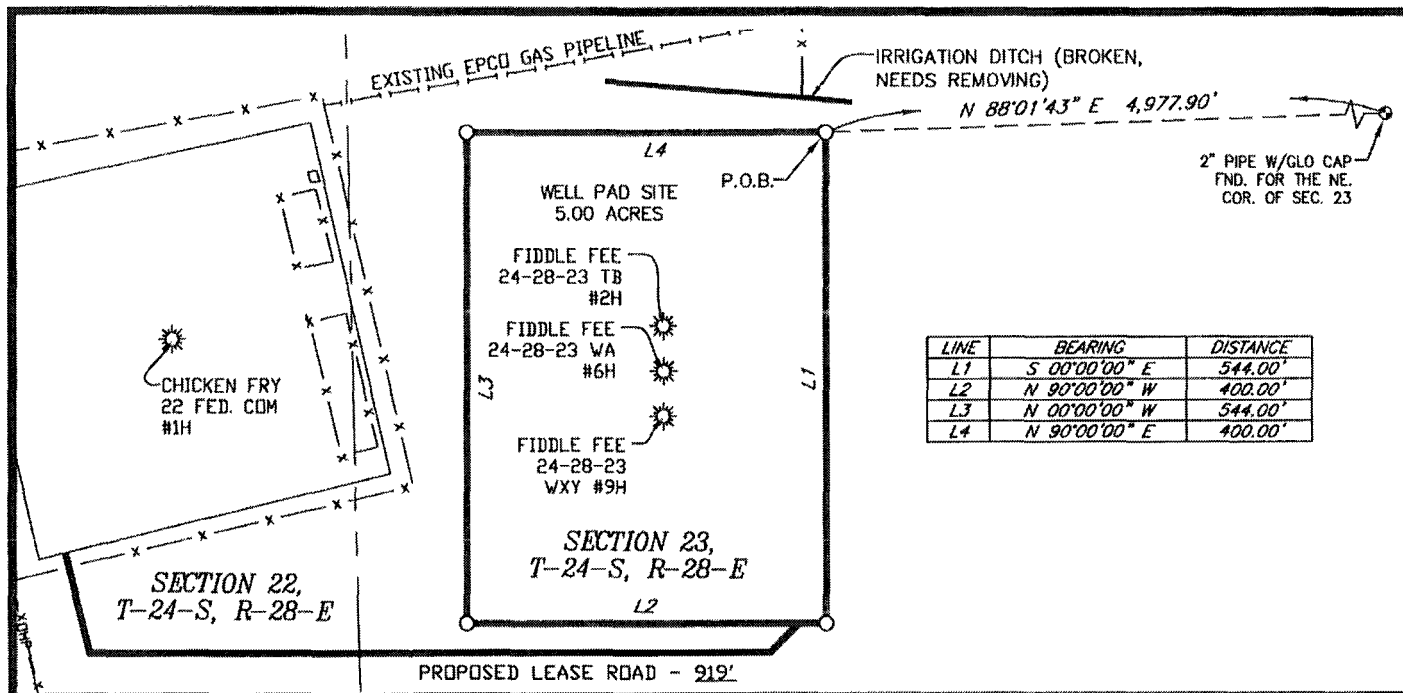 EXISTING EPCO GAS PIPELINE
IRRIGATION DITCH (BROKEN,
NEEDS REMOVING)
N 88°01'43" E 4,977.90'
2" PIPE W/GLO CAP
FND. FOR THE NE.
COR. OF SEC. 23
L4
P.O.B.
WELL PAD SITE
5.00 ACRES
FIDDLE FEE
24-28-23 TB
#2H
FIDDLE FEE
24-28-23 WA
#6H
FIDDLE FEE
24-28-23
WXY #9H
L3
L1
CHICKEN FRY
22 FED. COM
#1H
LINE BEARING DISTANCE
L1 S 00°00'00" E 544.00'
L2 N 90°00'00" W 400.00'
L3 N 00°00'00" W 544.00'
L4 N 90°00'00" E 400.00'
SECTION 23,
T-24-S, R-28-E
SECTION 22,
T-24-S, R-28-E
L2
PROPOSED LEASE ROAD - 919'